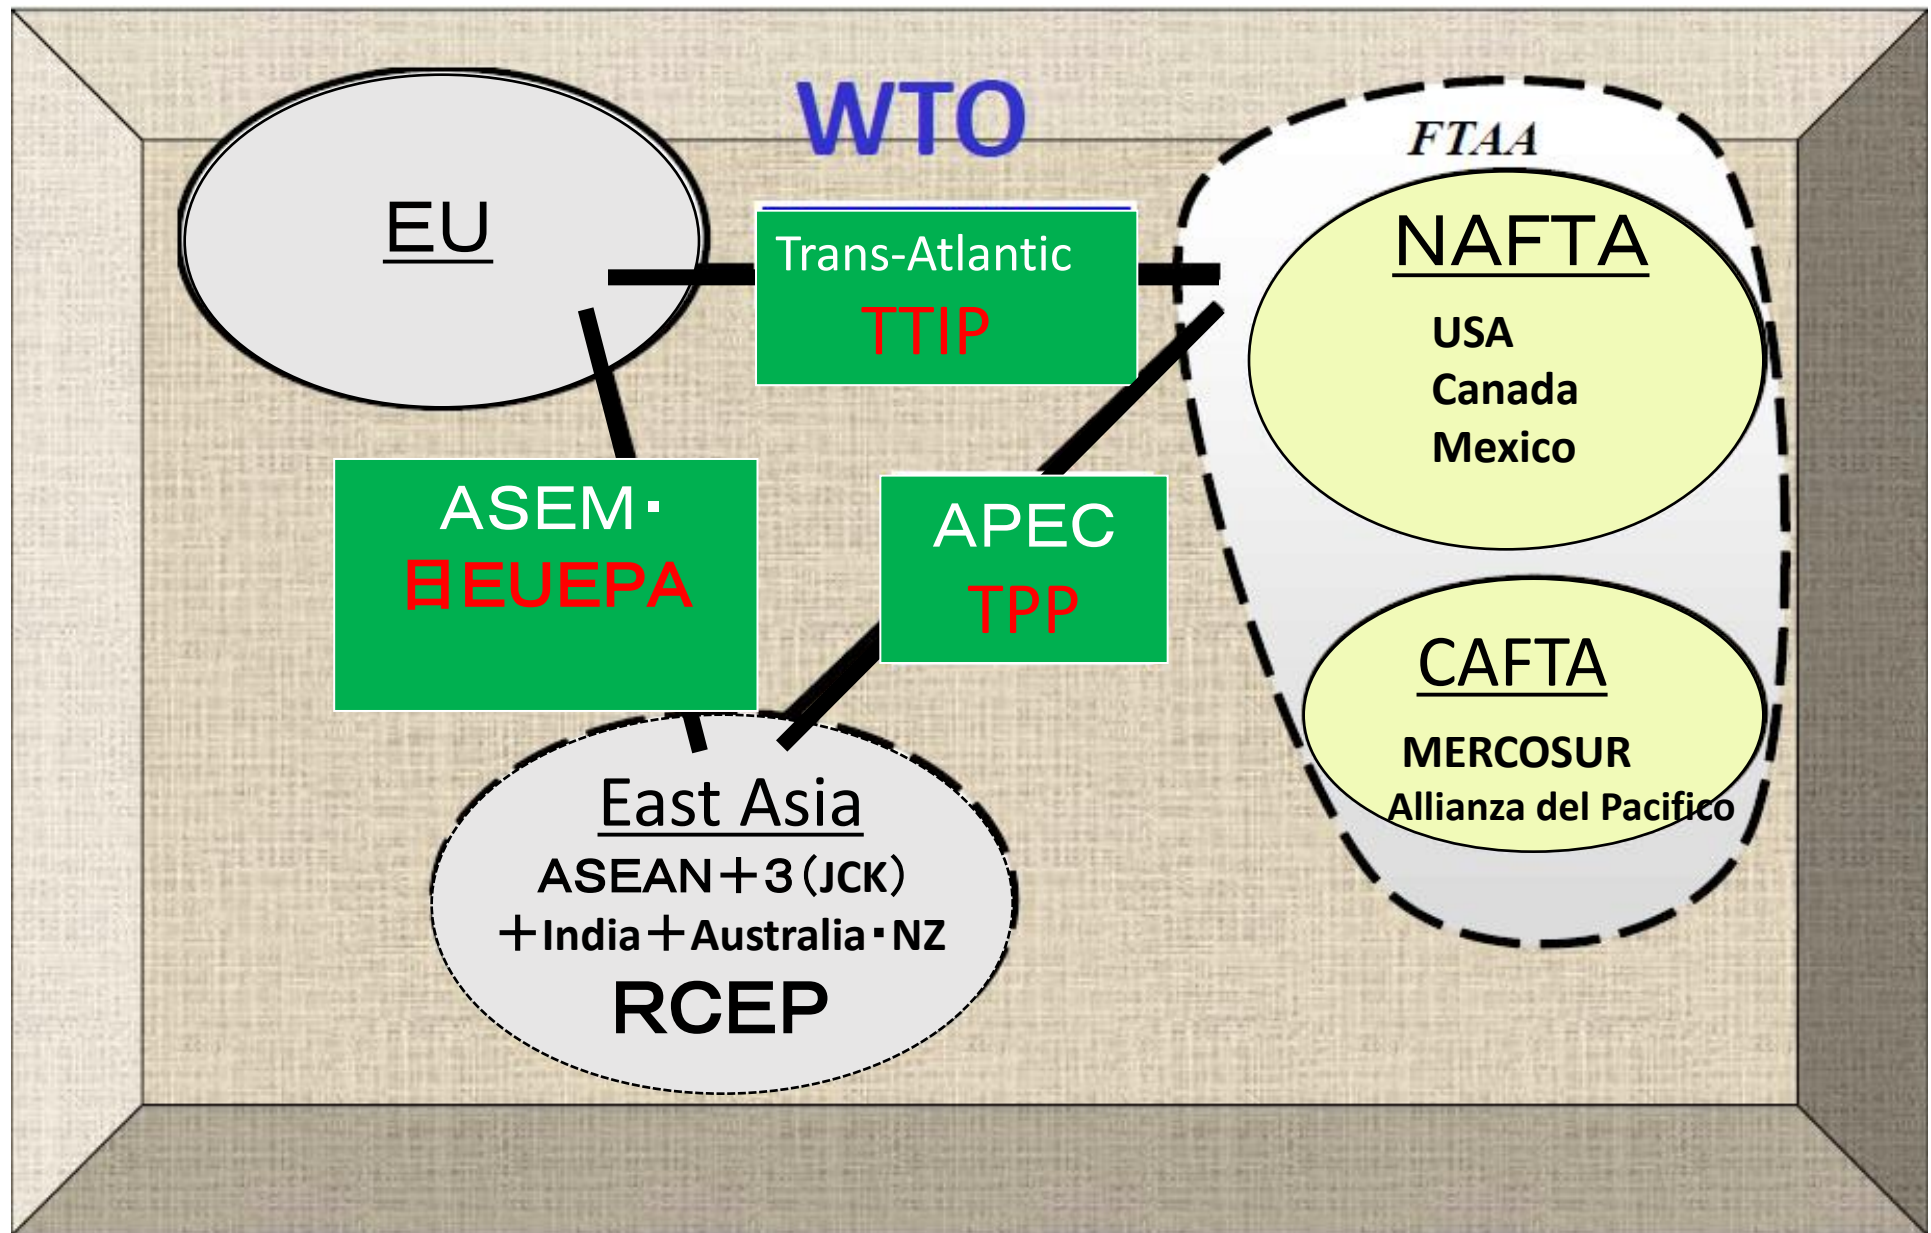 WTO
EU
Trans-Atlantic
TTIP
FTAA
NAFTA
USA
Canada
Mexico
ASEM・
日EUEPA
APEC
TPP
CAFTA
MERCOSUR
Allianza del Pacifico
East Asia
ASEAN＋3（JCK）
＋India＋Australia・NZ
RCEP